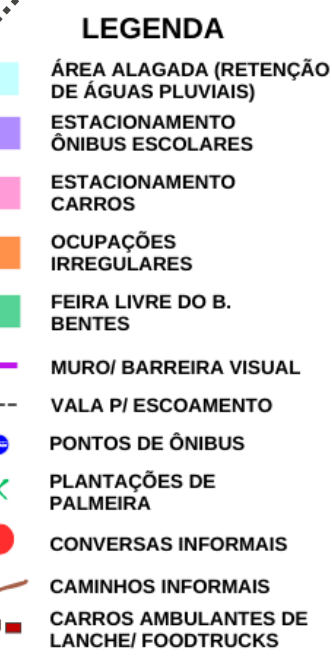 LEGENDA
ÁREA ALAGADA (RETENÇÃO
DE ÁGUAS PLUVIAIS)
ESTACIONAMENTO
ÔNIBUS ESCOLARES
ESTACIONAMENTO
CARROS
OCUPAÇÕES
IRREGULARES
FEIRA LIVRE DO B.
BENTES
MURO/ BARREIRA VISUAL
VALA P/ ESCOAMENTO
PONTOS DE ÔNIBUS
PLANTAÇÕES DE
PALMEIRA
CONVERSAS INFORMAIS
CAMINHOS INFORMAIS
CARROS AMBULANTES DE
LANCHE/ FOODTRUCKS